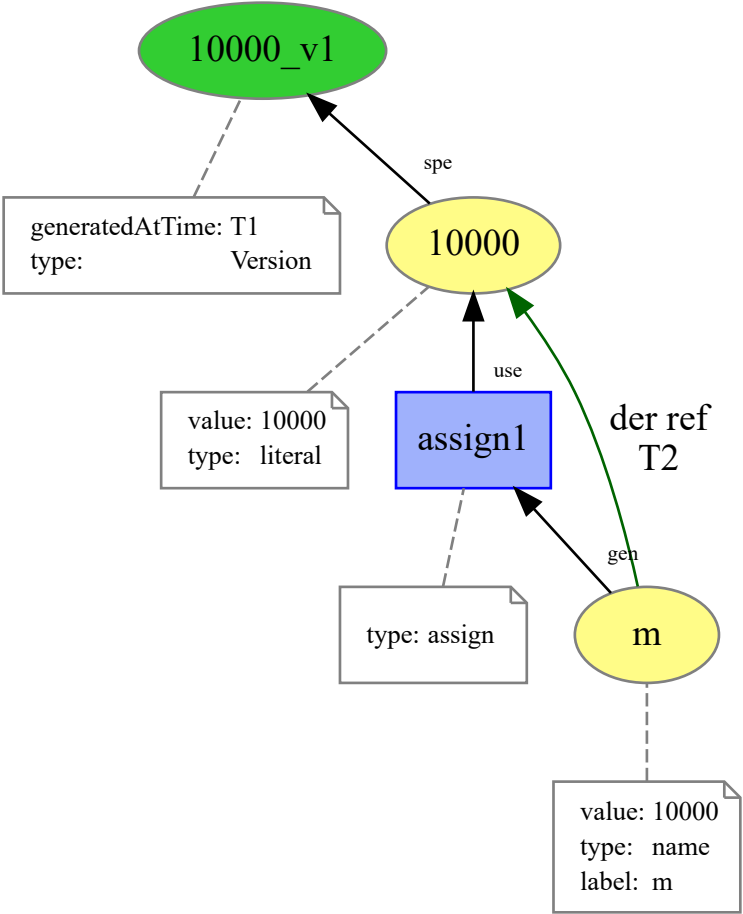 10000_v1
spe
generatedAtTime: T1
type: Version
10000
use
value: 10000
type: literal
assign1
der ref
T2
gen
type: assign
m
value: 10000
type: name
label: m